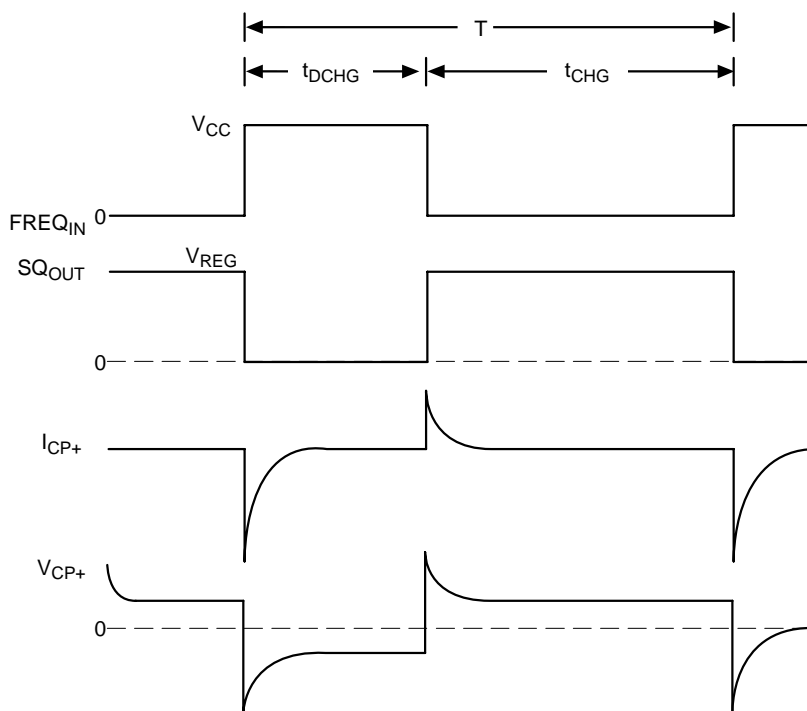 T
tDCHG tCHG
VCC
0
FREQIN
VREG
SQOUT
0
ICP+
VCP+
0